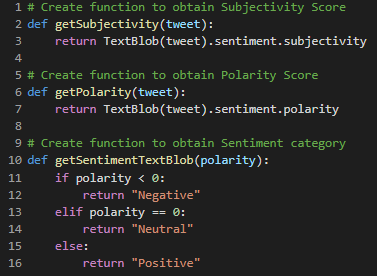 1 # Create function to obtain Subjectivity Score
2 def getSubjectivity(tweet):
3     return TextBlob(tweet).sentiment.subjectivity
4
5 # Create function to obtain Polarity Score
6 def getPolarity(tweet):
7     return TextBlob(tweet).sentiment.polarity
8
9 # Create function to obtain Sentiment category
10 def getSentimentTextBlob(polarity):
11     if polarity < 0:
12         return "Negative"
13     elif polarity == 0:
14         return "Neutral"
15     else:
16         return "Positive"